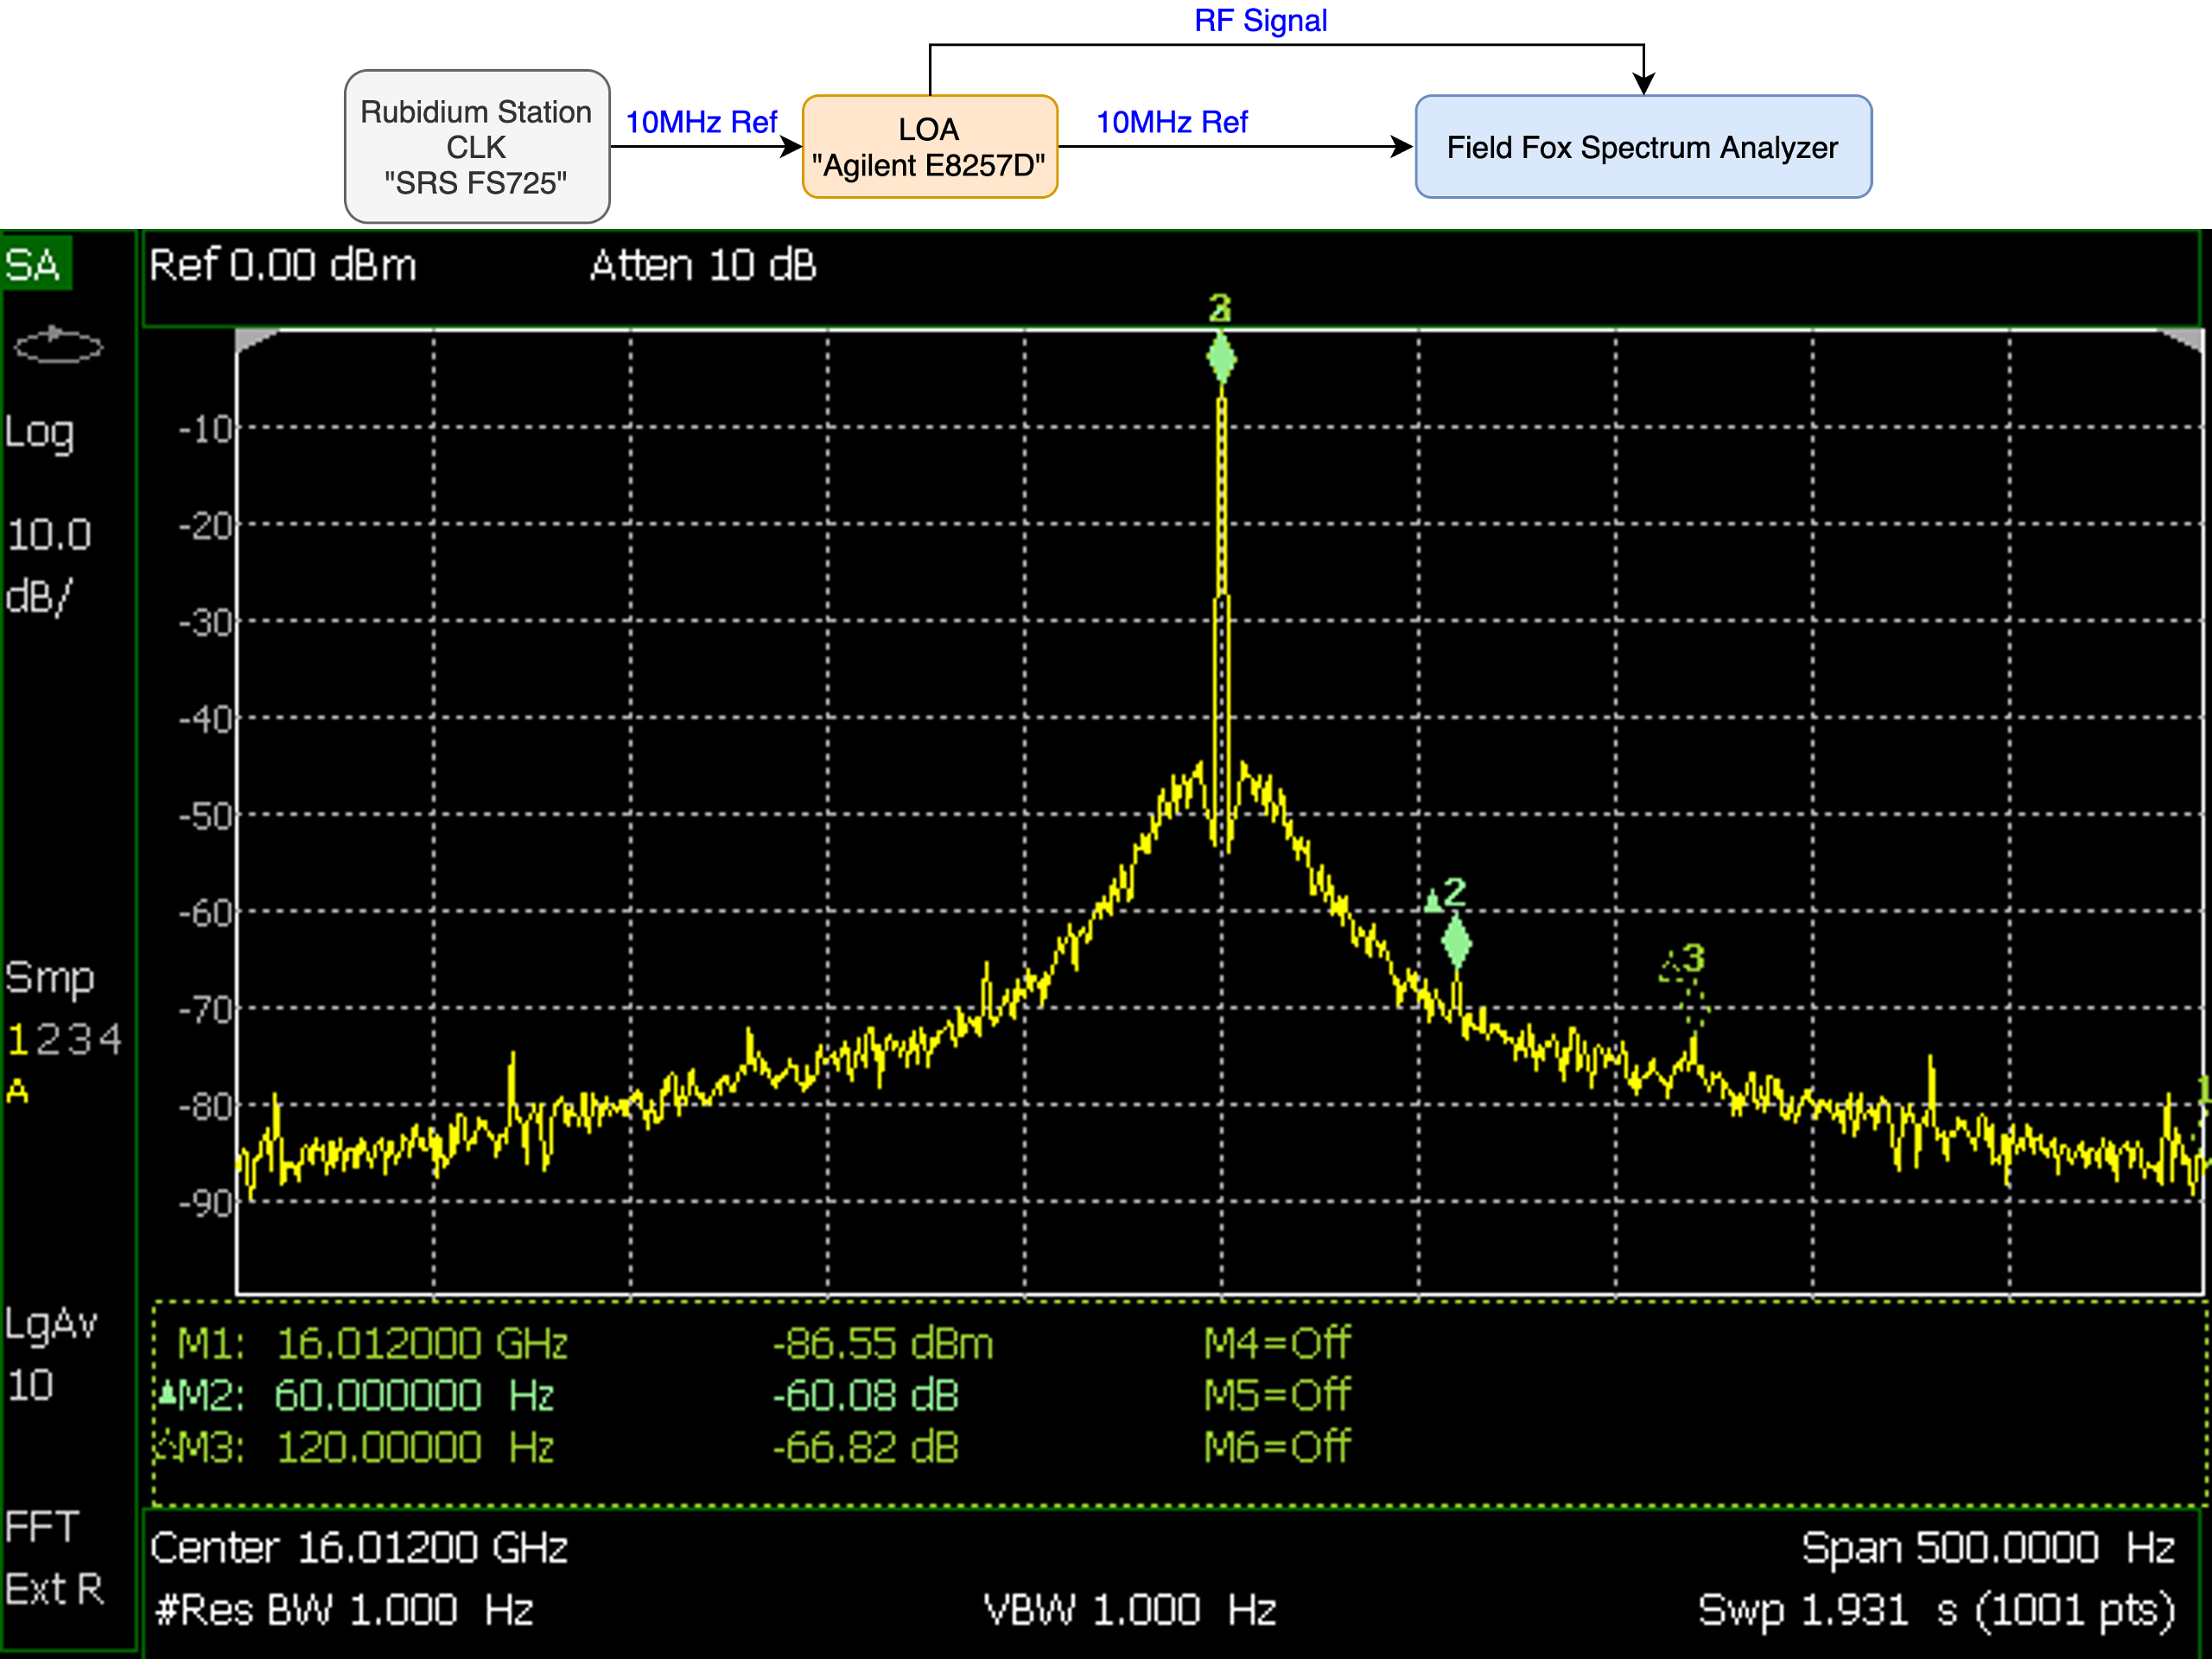 RF Signal
Rubidium Station
CLK
"SRS FS725"
10MHz Ref
LOA
"Agilent E8257D"
10MHz Ref
Field Fox Spectrum Analyzer
SA
Ref 0.00 dBm
Atten 10 dB
Log
10.0
dB/
Smp
1234
A
LgAv
10
FFT
Ext R
-10
-20
-30
-40
-50
-60
-70
-80
-90
2
3
1
M1: 16.012000 GHz -86.55 dBm M4=Off
M2: 60.000000 Hz -60.08 dB M5=Off
M3: 120.00000 Hz -66.82 dB M6=Off
Center 16.01200 GHz
Span 500.0000 Hz
#Res BW 1.000 Hz
VBW 1.000 Hz
Swp 1.931 s (1001 pts)